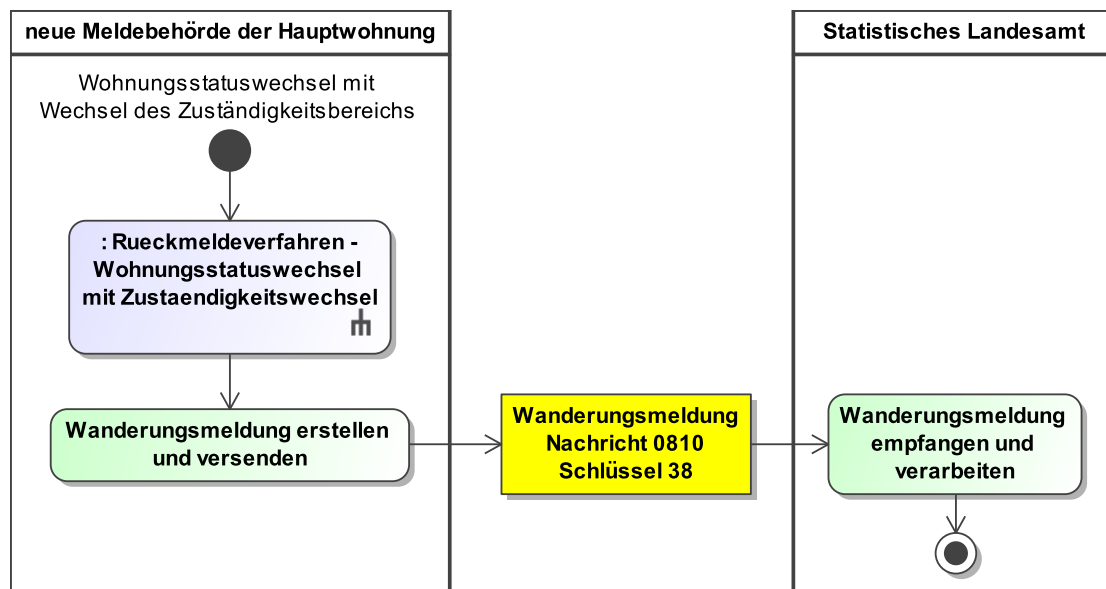 neue Meldebehörde der Hauptwohnung
Statistisches Landesamt
Wohnungsstatuswechsel mit
Wechsel des Zuständigkeitsbereichs
: Rueckmeldeverfahren -
Wohnungsstatuswechsel
mit Zustaendigkeitswechsel
Wanderungsmeldung erstellen
und versenden
Wanderungsmeldung
Nachricht 0810
Schlüssel 38
Wanderungsmeldung
empfangen und
verarbeiten